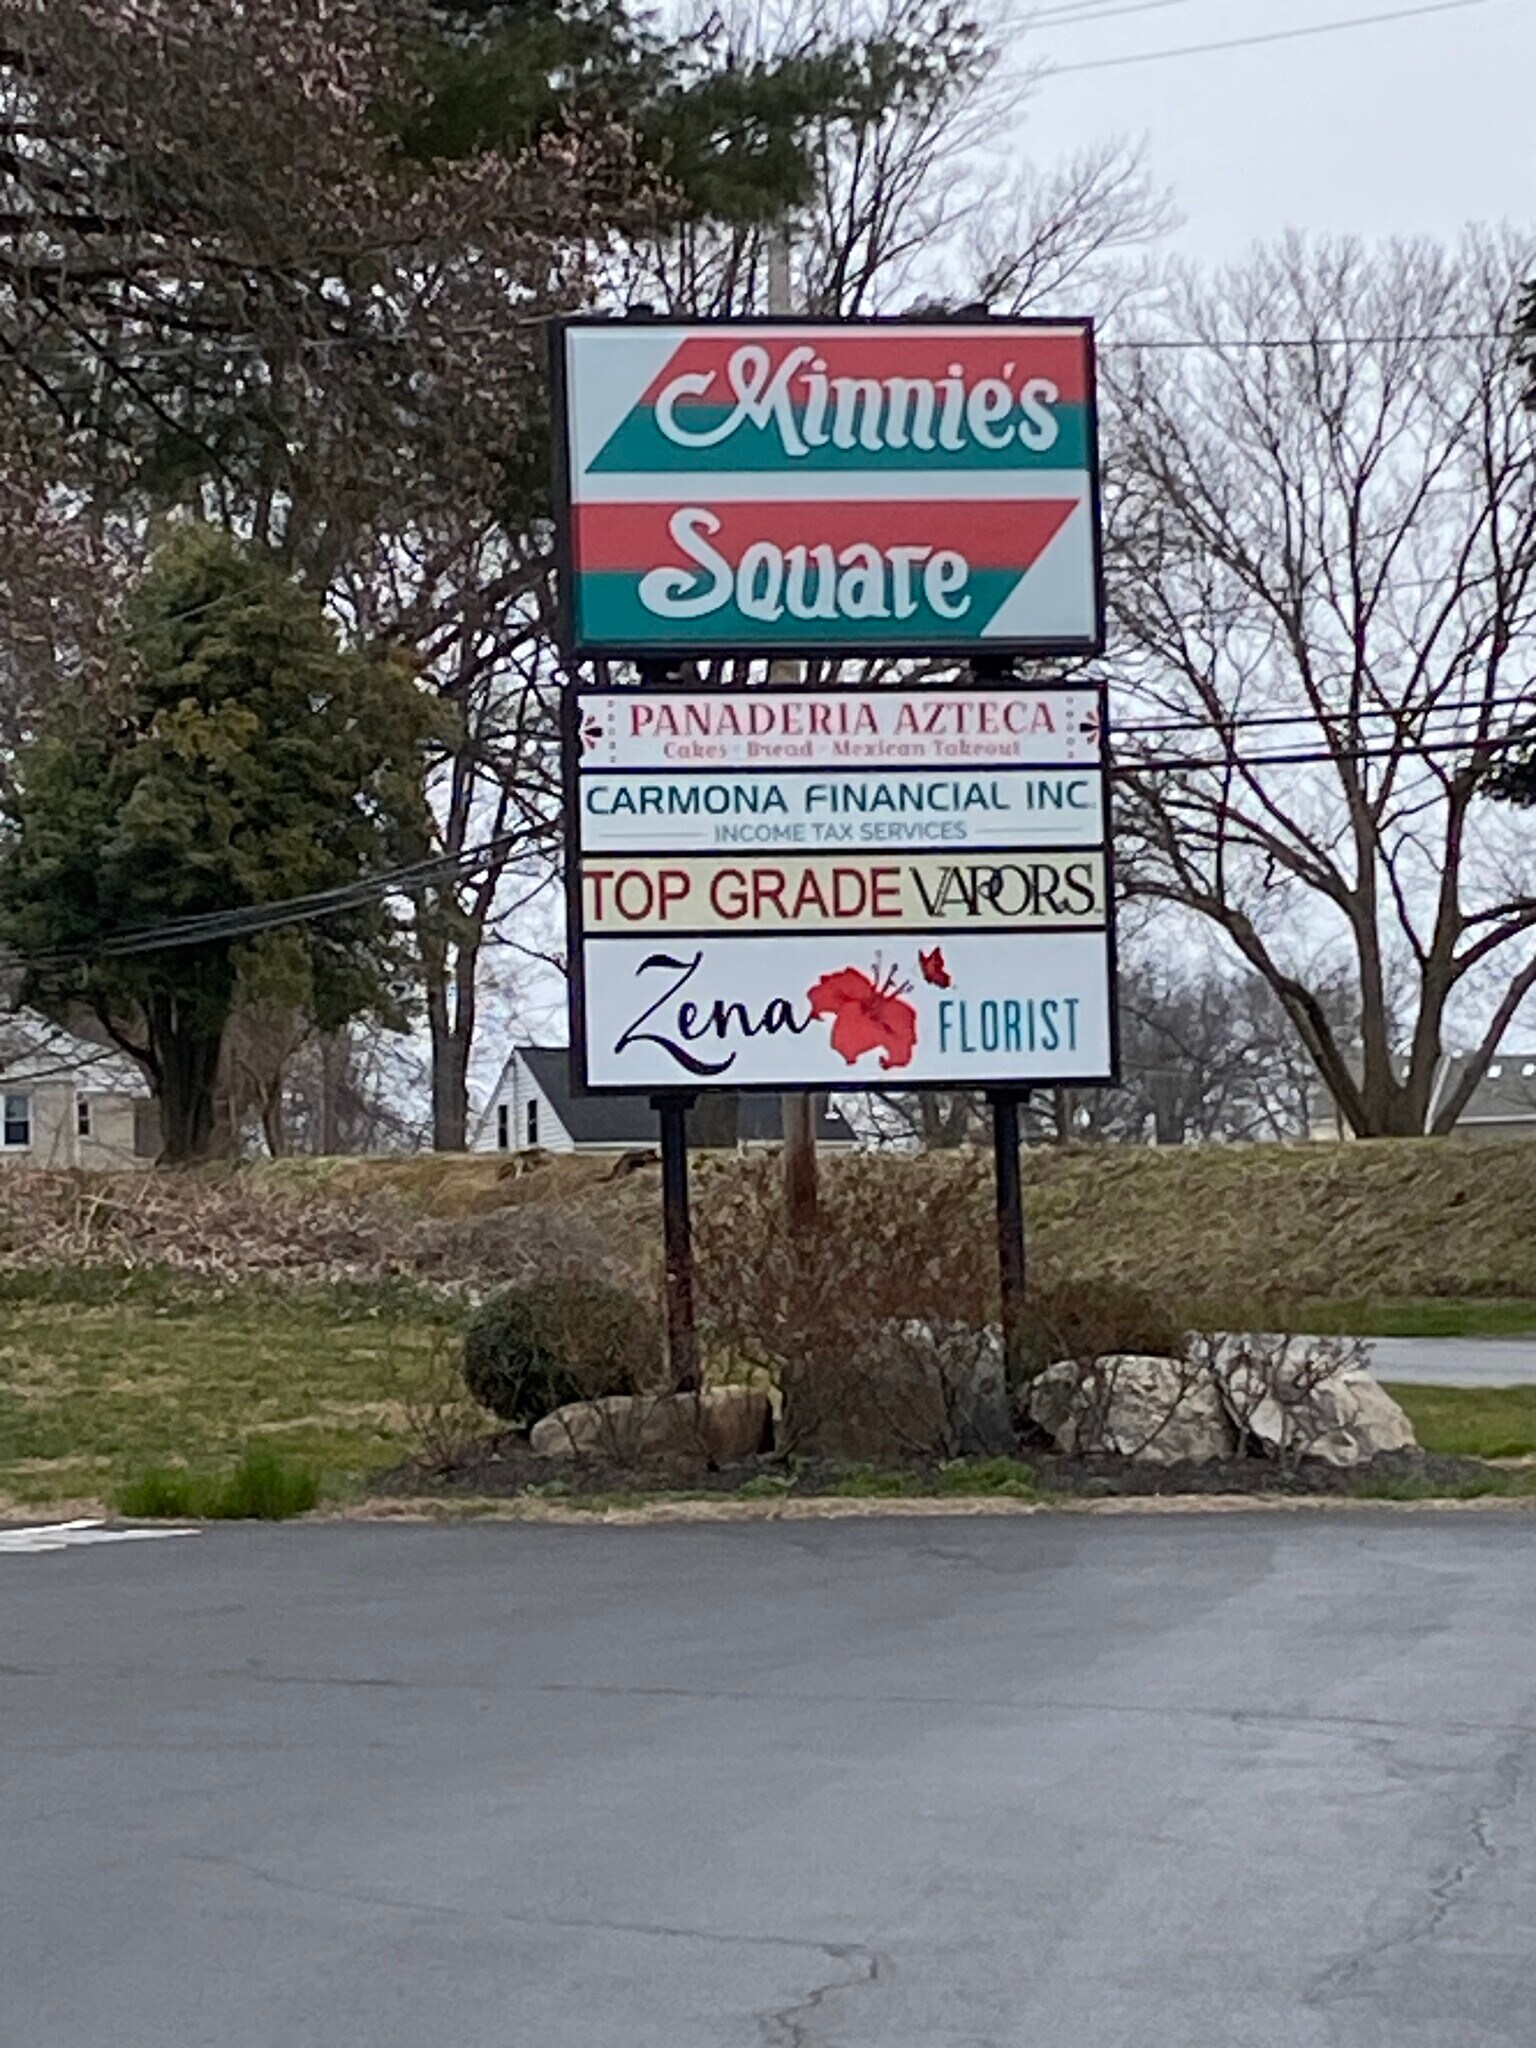 Minnie's
Square
PANADERIA AZTECA
Cakes · Bread · Mexican Takeout
CARMONA FINANCIAL INC.
INCOME TAX SERVICES
TOP GRADE VAPORS
Zena FLORIST